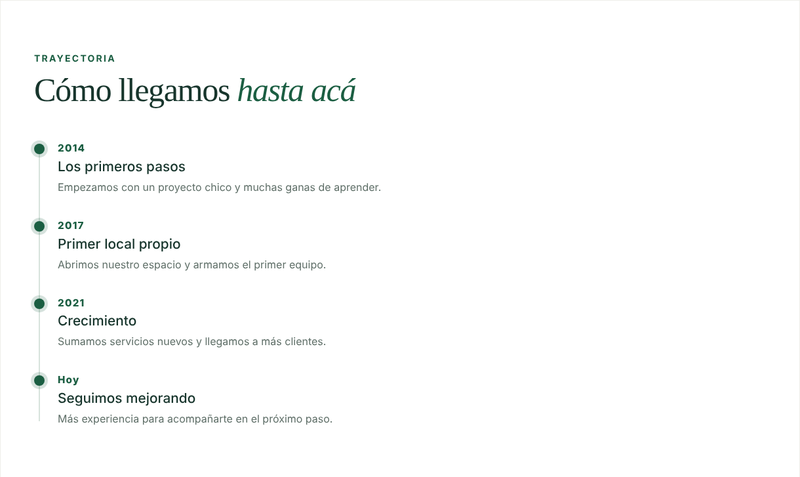 TRAYECTORIA
Cómo llegamos hasta acá
2014
Los primeros pasos
Empezamos con un proyecto chico y muchas ganas de aprender.
2017
Primer local propio
Abrimos nuestro espacio y armamos el primer equipo.
2021
Crecimiento
Sumamos servicios nuevos y llegamos a más clientes.
Hoy
Seguimos mejorando
Más experiencia para acompañarte en el próximo paso.